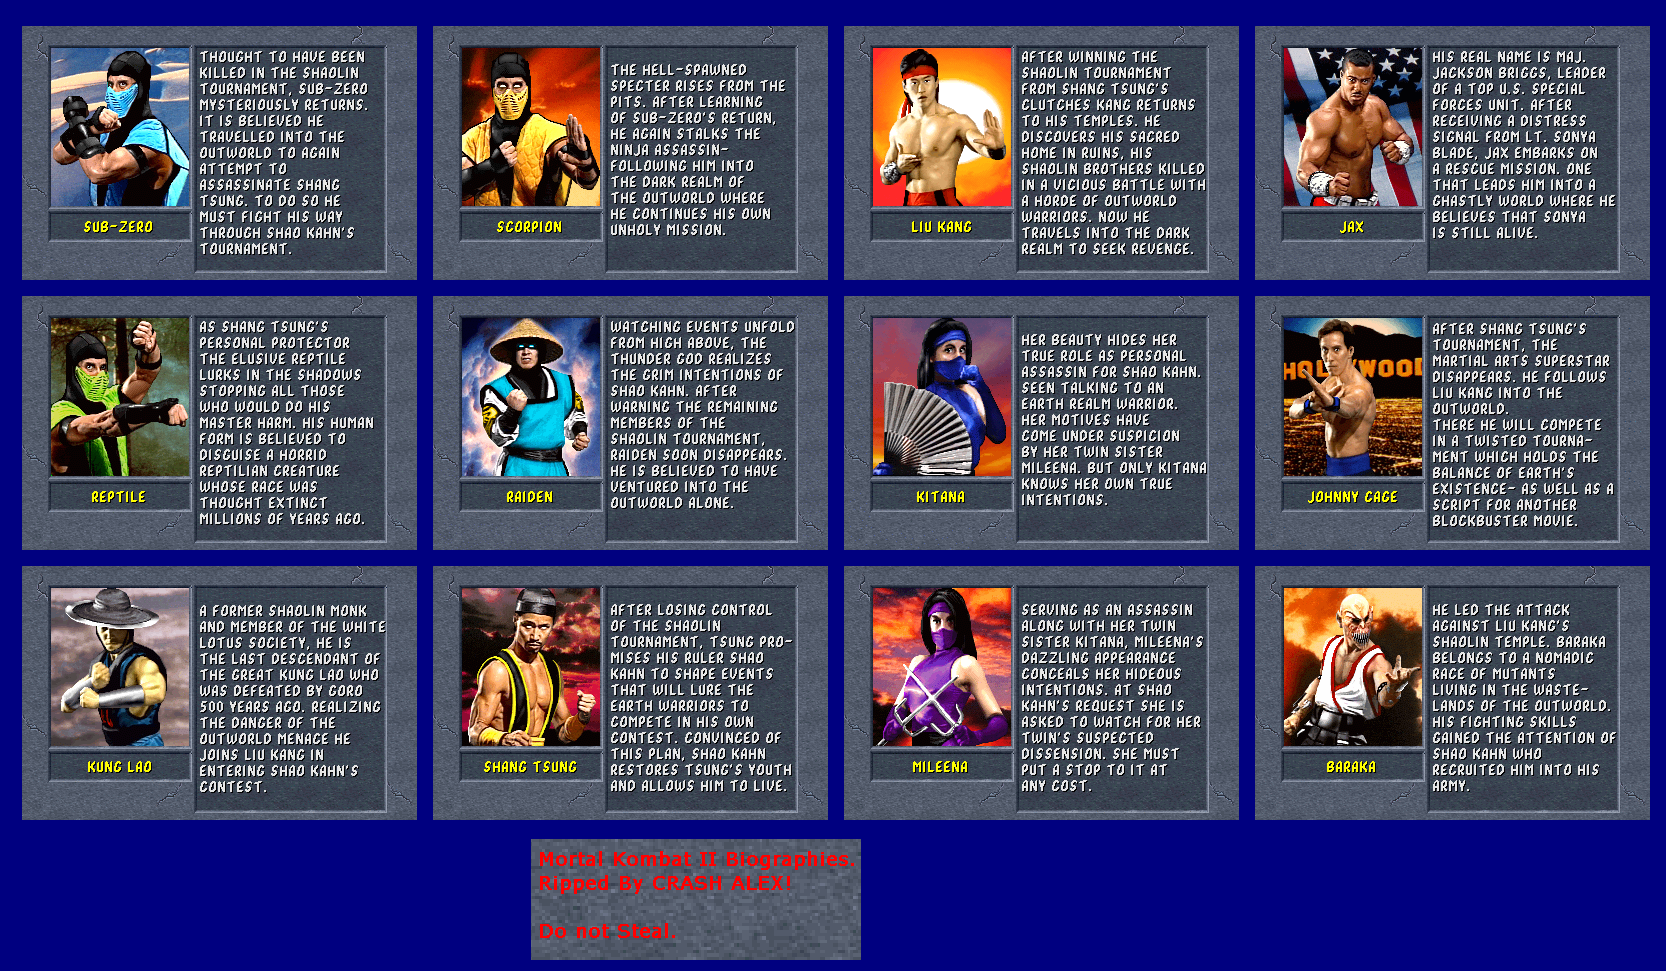 THOUGHT TO HAVE BEEN
KILLED IN THE SHAOLIN
TOURNAMENT, SUB-ZERO
MYSTERIOUSLY RETURNS.
IT IS BELIEVED HE
TRAVELLED INTO THE
OUTWORLD TO AGAIN
ATTEMPT TO
ASSASSINATE SHANG
TSUNG. TO DO SO HE
MUST FIGHT HIS WAY
THROUGH SHAO KAHN'S
TOURNAMENT.
SUB-ZERO
THE HELL-SPAWNED
SPECTER RISES FROM THE
PITS. AFTER LEARNING
OF SUB-ZERO'S RETURN,
HE AGAIN STALKS THE
NINJA ASSASSIN-
FOLLOWING HIM INTO
THE DARK REALM OF
THE OUTWORLD WHERE
HE CONTINUES HIS OWN
UNHOLY MISSION.
SCORPION
AFTER WINNING THE
SHAOLIN TOURNAMENT
FROM SHANG TSUNG'S
CLUTCHES KANG RETURNS
TO HIS TEMPLES. HE
DISCOVERS HIS SACRED
HOME IN RUINS, HIS
SHAOLIN BROTHERS KILLED
IN A VICIOUS BATTLE WITH
A HORDE OF OUTWORLD
WARRIORS. NOW HE
TRAVELS INTO THE DARK
REALM TO SEEK REVENGE.
LIU KANG
HIS REAL NAME IS MAJ.
JACKSON BRIGGS, LEADER
OF A TOP U.S. SPECIAL
FORCES UNIT. AFTER
RECEIVING A DISTRESS
SIGNAL FROM LT. SONYA
BLADE, JAX EMBARKS ON
A RESCUE MISSION. ONE
THAT LEADS HIM INTO A
GHASTLY WORLD WHERE HE
BELIEVES THAT SONYA
IS STILL ALIVE.
JAX
AS SHANG TSUNG'S
PERSONAL PROTECTOR
THE ELUSIVE REPTILE
LURKS IN THE SHADOWS
STOPPING ALL THOSE
WHO WOULD DO HIS
MASTER HARM. HIS HUMAN
FORM IS BELIEVED TO
DISGUISE A HORRID
REPTILIAN CREATURE
WHOSE RACE WAS
THOUGHT EXTINCT
MILLIONS OF YEARS AGO.
REPTILE
WATCHING EVENTS UNFOLD
FROM HIGH ABOVE, THE
THUNDER GOD REALIZES
THE GRIM INTENTIONS OF
SHAO KAHN. AFTER
WARNING THE REMAINING
MEMBERS OF THE
SHAOLIN TOURNAMENT,
RAIDEN SOON DISAPPEARS.
HE IS BELIEVED TO HAVE
VENTURED INTO THE
OUTWORLD ALONE.
RAIDEN
HER BEAUTY HIDES HER
TRUE ROLE AS PERSONAL
ASSASSIN FOR SHAO KAHN.
SEEN TALKING TO AN
EARTH REALM WARRIOR.
HER MOTIVES HAVE
COME UNDER SUSPICION
BY HER TWIN SISTER
MILEENA. BUT ONLY KITANA
KNOWS HER OWN TRUE
INTENTIONS.
KITANA
HOLLYWOOD
AFTER SHANG TSUNG'S
TOURNAMENT, THE
MARTIAL ARTS SUPERSTAR
DISAPPEARS. HE FOLLOWS
LIU KANG INTO THE
OUTWORLD.
THERE HE WILL COMPETE
IN A TWISTED TOURNA-
MENT WHICH HOLDS THE
BALANCE OF EARTH'S
EXISTENCE- AS WELL AS A
SCRIPT FOR ANOTHER
BLOCKBUSTER MOVIE.
JOHNNY CAGE
A FORMER SHAOLIN MONK
AND MEMBER OF THE WHITE
LOTUS SOCIETY, HE IS
THE LAST DESCENDANT OF
THE GREAT KUNG LAO WHO
WAS DEFEATED BY GORO
500 YEARS AGO. REALIZING
THE DANGER OF THE
OUTWORLD MENACE HE
JOINS LIU KANG IN
ENTERING SHAO KAHN'S
CONTEST.
KUNG LAO
AFTER LOSING CONTROL
OF THE SHAOLIN
TOURNAMENT, TSUNG PRO-
MISES HIS RULER SHAO
KAHN TO SHAPE EVENTS
THAT WILL LURE THE
EARTH WARRIORS TO
COMPETE IN HIS OWN
CONTEST. CONVINCED OF
THIS PLAN, SHAO KAHN
RESTORES TSUNG'S YOUTH
AND ALLOWS HIM TO LIVE.
SHANG TSUNG
SERVING AS AN ASSASSIN
ALONG WITH HER TWIN
SISTER KITANA, MILEENA'S
DAZZLING APPEARANCE
CONCEALS HER HIDEOUS
INTENTIONS. AT SHAO
KAHN'S REQUEST SHE IS
ASKED TO WATCH FOR HER
TWIN'S SUSPECTED
DISSENSION. SHE MUST
PUT A STOP TO IT AT
ANY COST.
MILEENA
HE LED THE ATTACK
AGAINST LIU KANG'S
SHAOLIN TEMPLE. BARAKA
BELONGS TO A NOMADIC
RACE OF MUTANTS
LIVING IN THE WASTE-
LANDS OF THE OUTWORLD.
HIS FIGHTING SKILLS
GAINED THE ATTENTION OF
SHAO KAHN WHO
RECRUITED HIM INTO HIS
ARMY.
BARAKA
Mortal Kombat II Biographies.
Ripped By CRASH ALEX!
Do not Steal.